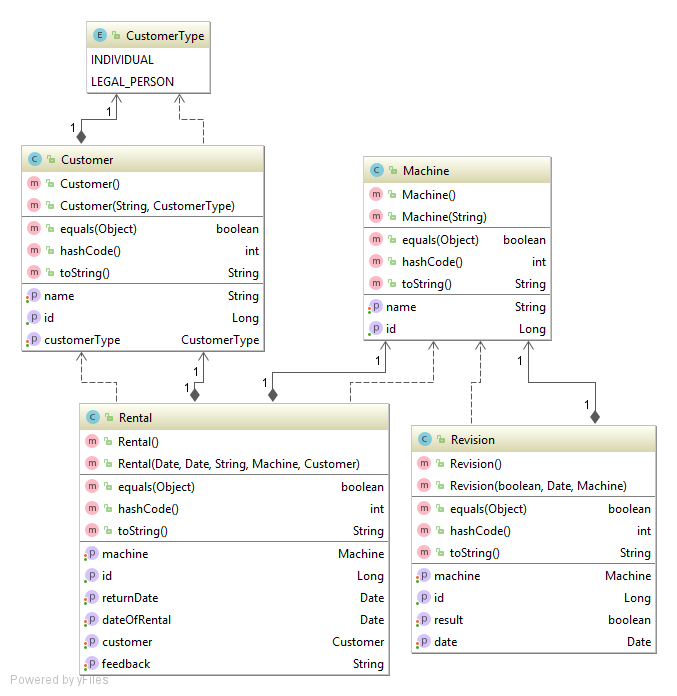 E CustomerType
INDIVIDUAL
LEGAL_PERSON
1
1
C Customer
m Customer()
m Customer(String, CustomerType)
m equals(Object) boolean
m hashCode() int
m toString() String
p name String
p id Long
p customerType CustomerType
C Machine
m Machine()
m Machine(String)
m equals(Object) boolean
m hashCode() int
m toString() String
p name String
p id Long
1
1
1
1
1
1
C Rental
m Rental()
m Rental(Date, Date, String, Machine, Customer)
m equals(Object) boolean
m hashCode() int
m toString() String
p machine Machine
p id Long
p returnDate Date
p dateOfRental Date
p customer Customer
p feedback String
C Revision
m Revision()
m Revision(boolean, Date, Machine)
m equals(Object) boolean
m hashCode() int
m toString() String
p machine Machine
p id Long
p result boolean
p date Date
Powered by yFiles